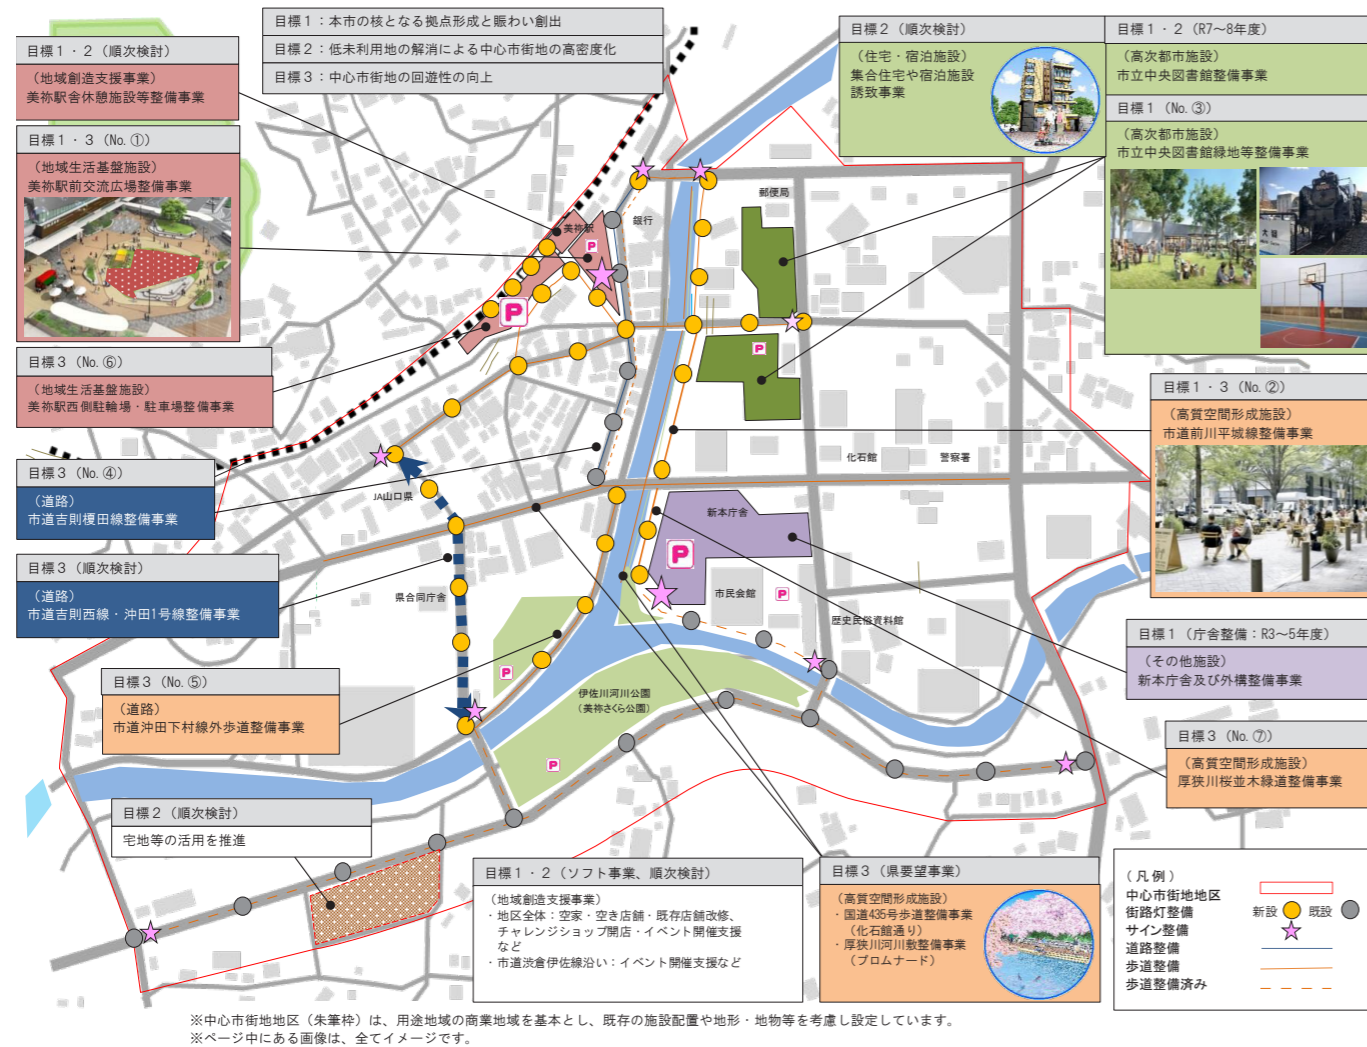 目標１：本市の核となる拠点形成と賑わい創出
目標２：低未利用地の解消による中心市街地の高密度化
目標３：中心市街地の回遊性の向上
目標１・２（順次検討）
（地域創造支援事業）
美祢駅舎休憩施設等整備事業
目標１・３（No.①）
（地域生活基盤施設）
美祢駅前交流広場整備事業
目標３（No.⑥）
（地域生活基盤施設）
美祢駅西側駐輪場・駐車場整備事業
目標３（No.④）
（道路）
市道吉則榎田線整備事業
目標３（順次検討）
（道路）
市道吉則西線・沖田1号線整備事業
目標３（No.⑤）
（道路）
市道沖田下村線外歩道整備事業
目標２（順次検討）
宅地等の活用を推進
目標２（順次検討）
（住宅・宿泊施設）
集合住宅や宿泊施設
誘致事業
目標１・２（R7～8年度）
（高次都市施設）
市立中央図書館整備事業
目標１（No.③）
（高次都市施設）
市立中央図書館緑地等整備事業
大嶺
目標１・３（No.②）
（高質空間形成施設）
市道前川平城線整備事業
目標１（庁舎整備：R3～5年度）
（その他施設）
新本庁舎及び外構整備事業
目標３（No.⑦）
（高質空間形成施設）
厚狭川桜並木緑道整備事業
目標１・２（ソフト事業、順次検討）
（地域創造支援事業）
・地区全体：空家・空き店舗・既存店舗改修、
チャレンジショップ開店・イベント開催支援
など
・市道渋倉伊佐線沿い：イベント開催支援など
目標３（県要望事業）
（高質空間形成施設）
・国道435号歩道整備事業
（化石館通り）
・厚狭川河川敷整備事業
（プロムナード）
美祢駅
銀行
郵便局
P
P
P
化石館
警察署
JA山口県
新本庁舎
P
県合同庁舎
市民会館
P
歴史民俗資料館
P
伊佐川河川公園
（美祢さくら公園）
P
（凡例）
中心市街地地区
街路灯整備 新設 既設
サイン整備
道路整備
歩道整備
歩道整備済み
※中心市街地地区（朱筆枠）は、用途地域の商業地域を基本とし、既存の施設配置や地形・地物等を考慮し設定しています。
※ページ中にある画像は、全てイメージです。